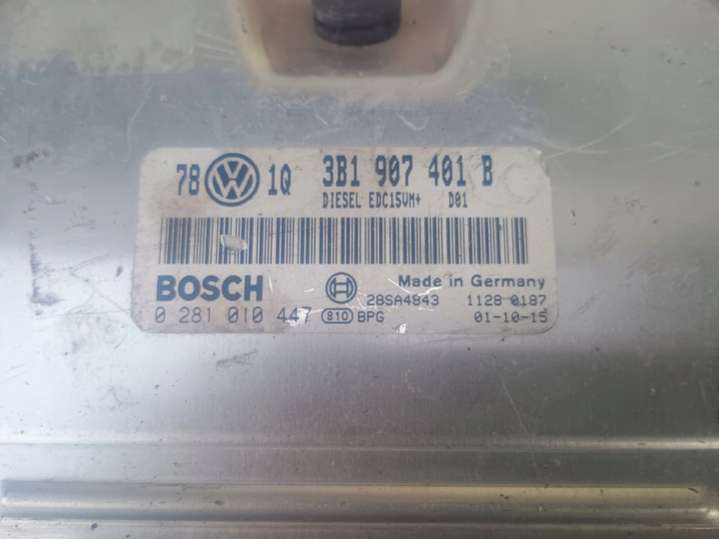 78 VW 1Q 3B1 907 401 B
DIESEL EDC15VM+ D01
BOSCH Made in Germany
28SA4843 1128 0187
0 281 010 447 810 BPG 01-10-15